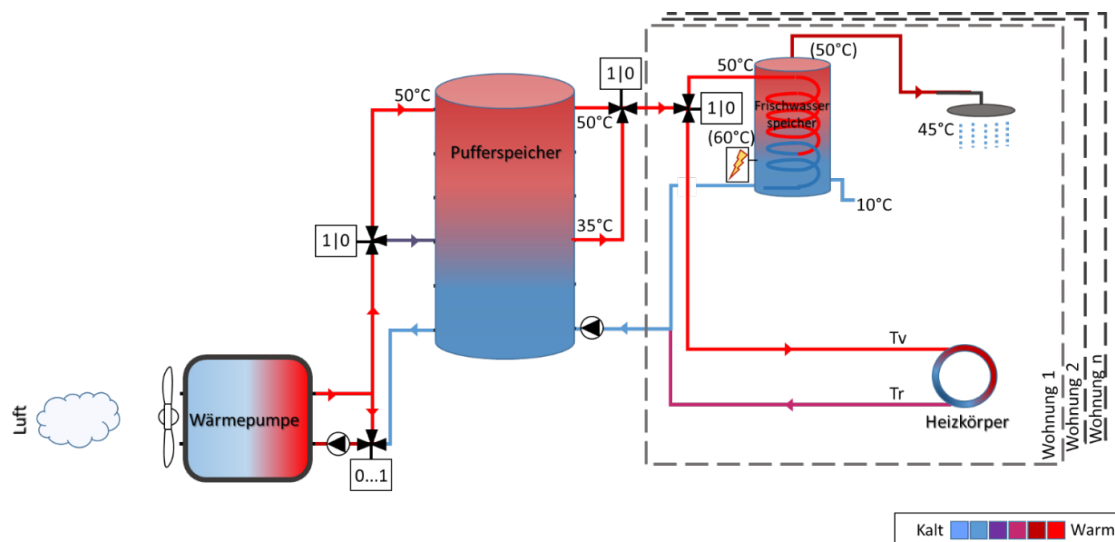 (50°C)
1|0
50°C
50°C
1|0
50°C
Frischwasser
speicher
45°C
Pufferspeicher
(60°C)
10°C
1|0
35°C
Luft
Wärmepumpe
0...1
Tv
Tr
Heizkörper
Wohnung 1
Wohnung 2
Wohnung n
Kalt
Warm